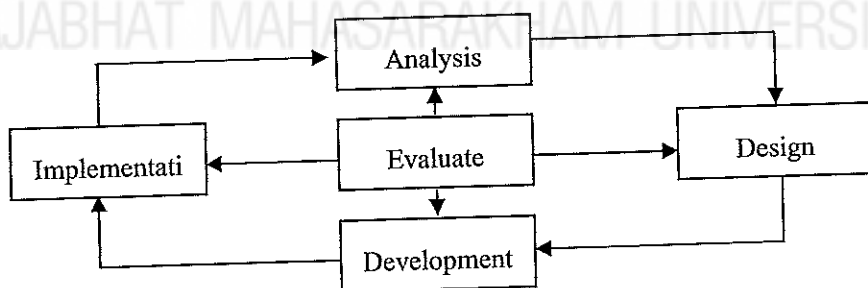 JABHAT MAHASARAKHAM UNIVERSI
Analysis
Implementati
Evaluate
Design
Development